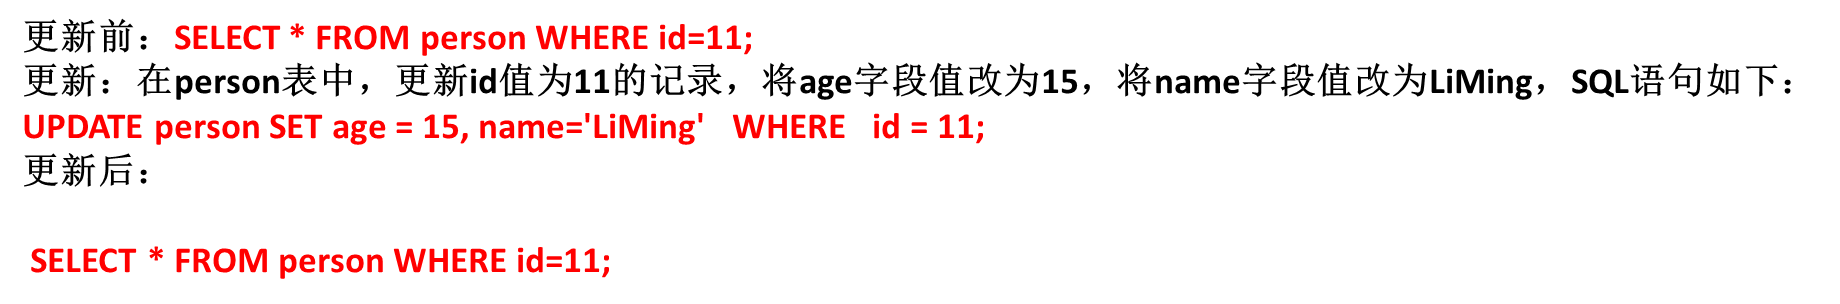 更新前：SELECT * FROM person WHERE id=11;
更新：在person表中，更新id值为11的记录，将age字段值改为15，将name字段值改为LiMing，SQL语句如下：
UPDATE person SET age = 15, name='LiMing'   WHERE   id = 11;
更新后：
SELECT * FROM person WHERE id=11;